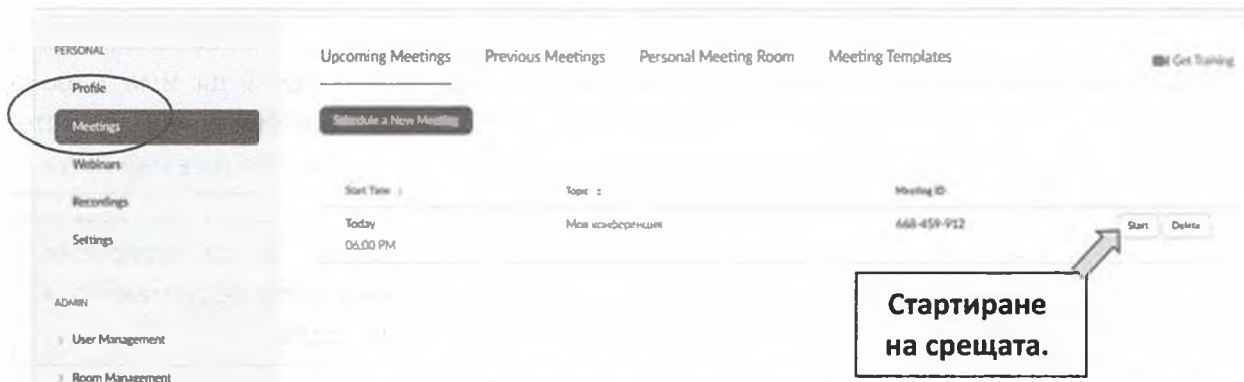 PERSONAL
Profile
Meetings
Webinars
Recordings
Settings
ADMIN
User Management
Room Management
Upcoming Meetings Previous Meetings Personal Meeting Room Meeting Templates
Get Training
Schedule a New Meeting
Start Time Topic Meeting ID
Today Моя конференция 668-459-912 Start Delete
06:00 PM
Стартиране
на срещата.